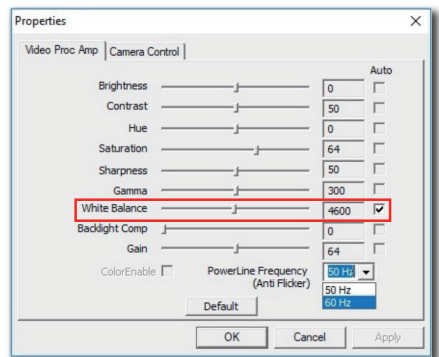 Properties
Video Proc Amp Camera Control
Auto
Brightness 0
Contrast 50
Hue 0
Saturation 64
Sharpness 50
Gamma 300
White Balance 4600
Backlight Comp 0
Gain 64
ColorEnable PowerLine Frequency 50 Hz
(Anti Flicker)
50 Hz
60 Hz
Default
OK Cancel Apply